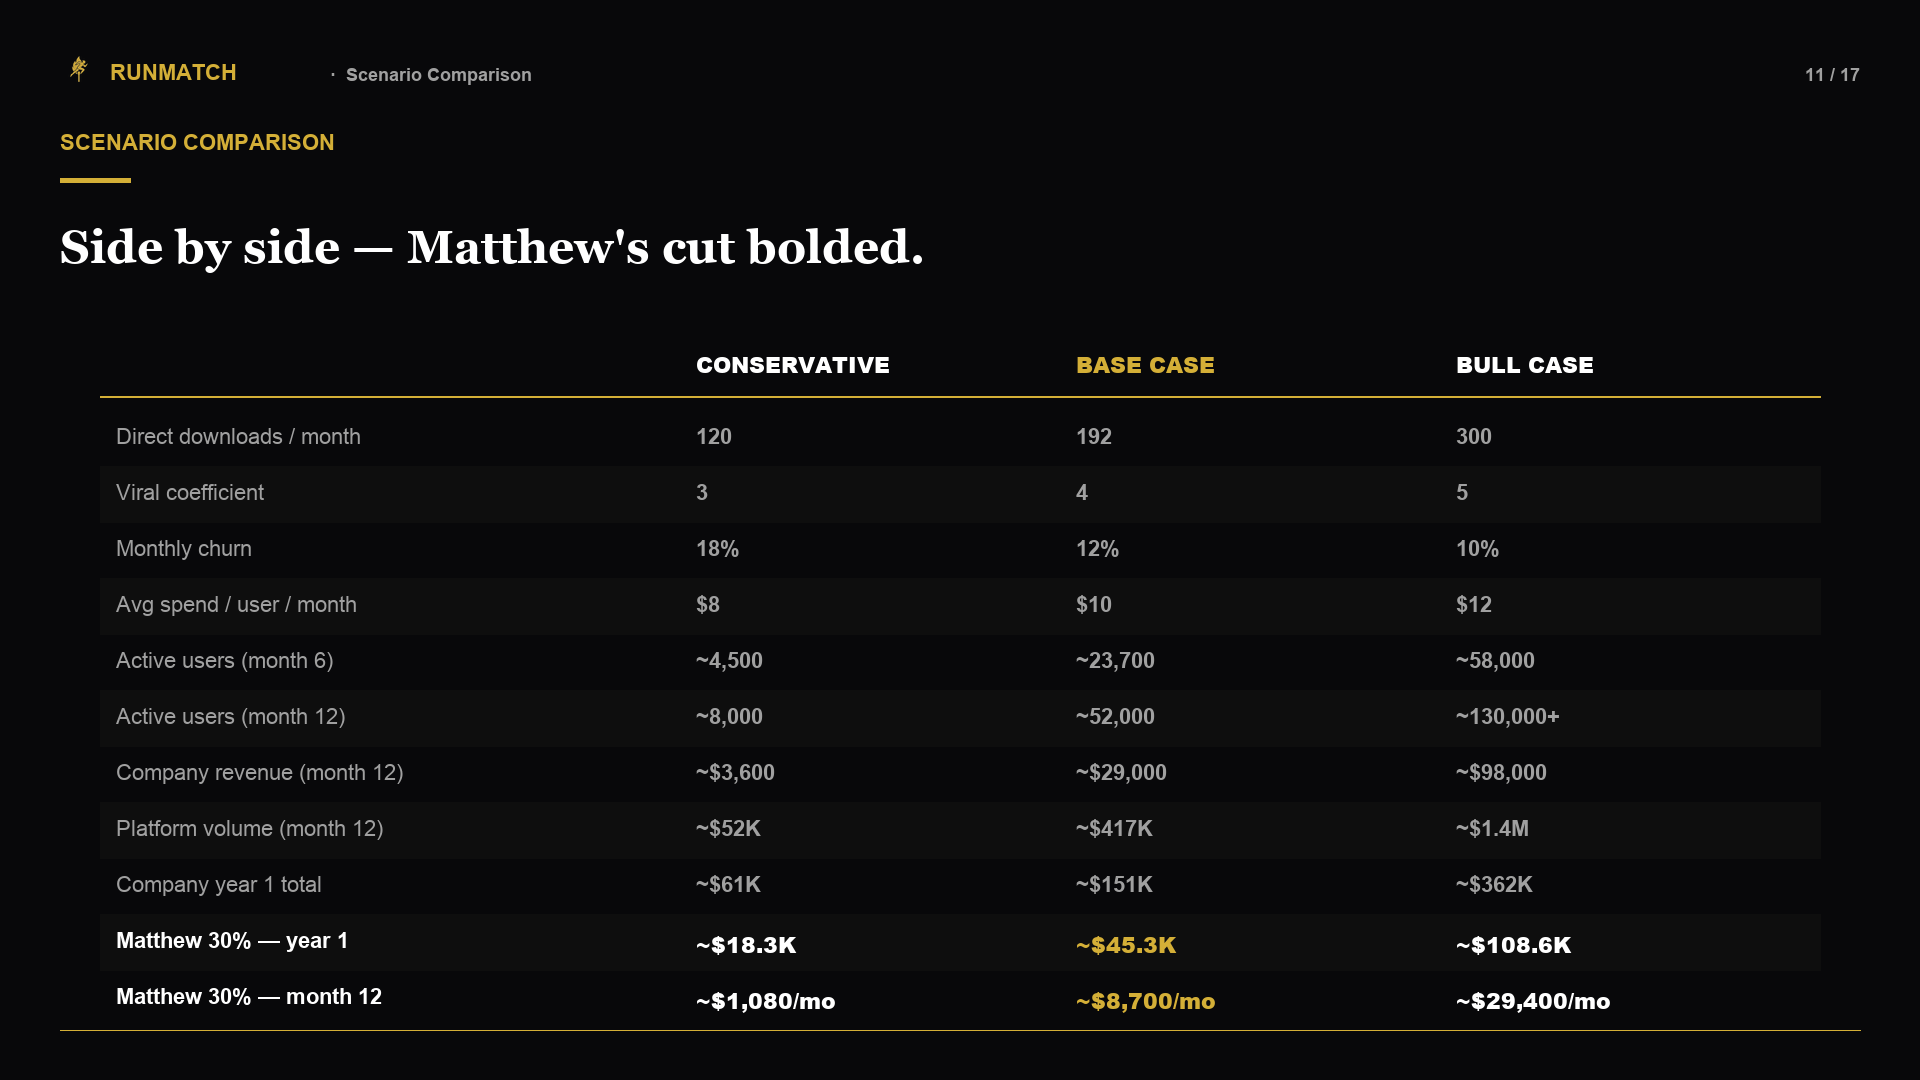 RUNMATCH · Scenario Comparison 11 / 17
SCENARIO COMPARISON
Side by side — Matthew's cut bolded.
CONSERVATIVE BASE CASE BULL CASE
Direct downloads / month 120 192 300
Viral coefficient 3 4 5
Monthly churn 18% 12% 10%
Avg spend / user / month $8 $10 $12
Active users (month 6) ~4,500 ~23,700 ~58,000
Active users (month 12) ~8,000 ~52,000 ~130,000+
Company revenue (month 12) ~$3,600 ~$29,000 ~$98,000
Platform volume (month 12) ~$52K ~$417K ~$1.4M
Company year 1 total ~$61K ~$151K ~$362K
Matthew 30% — year 1 ~$18.3K ~$45.3K ~$108.6K
Matthew 30% — month 12 ~$1,080/mo ~$8,700/mo ~$29,400/mo